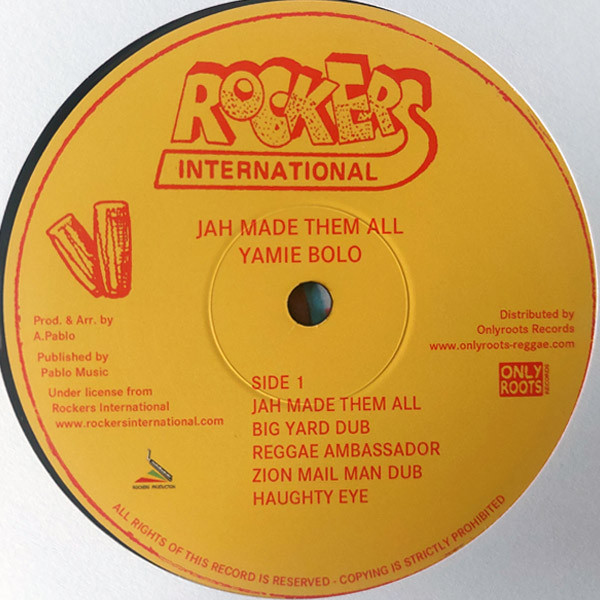 ROCKERS
INTERNATIONAL
JAH MADE THEM ALL
YAMIE BOLO
Prod. & Arr. by
A.Pablo
Published by
Pablo Music
Under license from
Rockers International
www.rockersinternational.com
ROCKERS PRODUCTION
Distributed by
Onlyroots Records
www.onlyroots-reggae.com
ONLY
ROOTS
RECORDS
SIDE 1
JAH MADE THEM ALL
BIG YARD DUB
REGGAE AMBASSADOR
ZION MAIL MAN DUB
HAUGHTY EYE
ALL RIGHTS OF THIS RECORD IS RESERVED - COPYING IS STRICTLY PROHIBITED